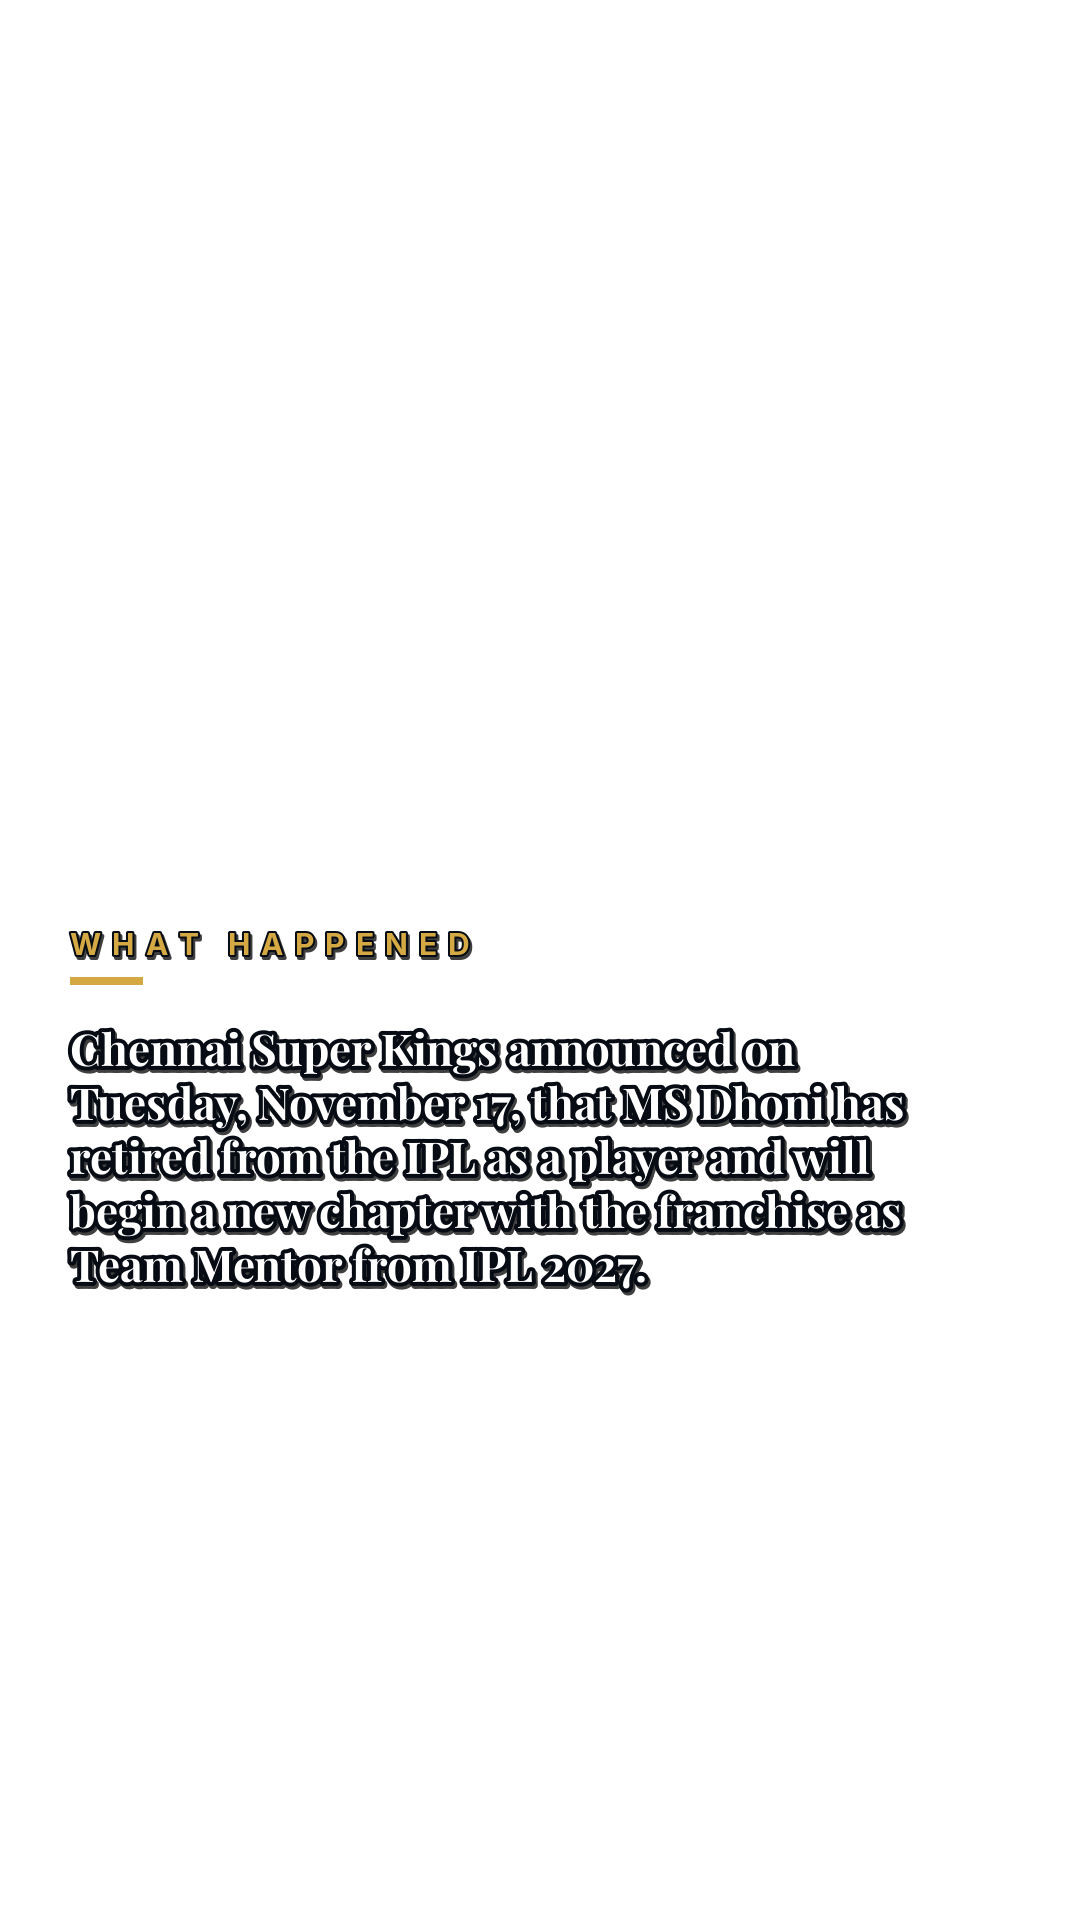 WHAT HAPPENED
Chennai Super Kings announced on
Tuesday, November 17, that MS Dhoni has
retired from the IPL as a player and will
begin a new chapter with the franchise as
Team Mentor from IPL 2027.